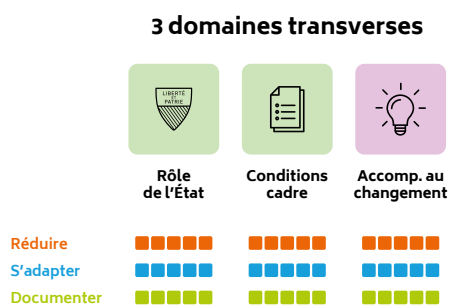 3 domaines transverses
LIBERTÉ
ET
PATRIE
Rôle
de l'État
Conditions
cadre
Accomp. au
changement
Réduire
S'adapter
Documenter